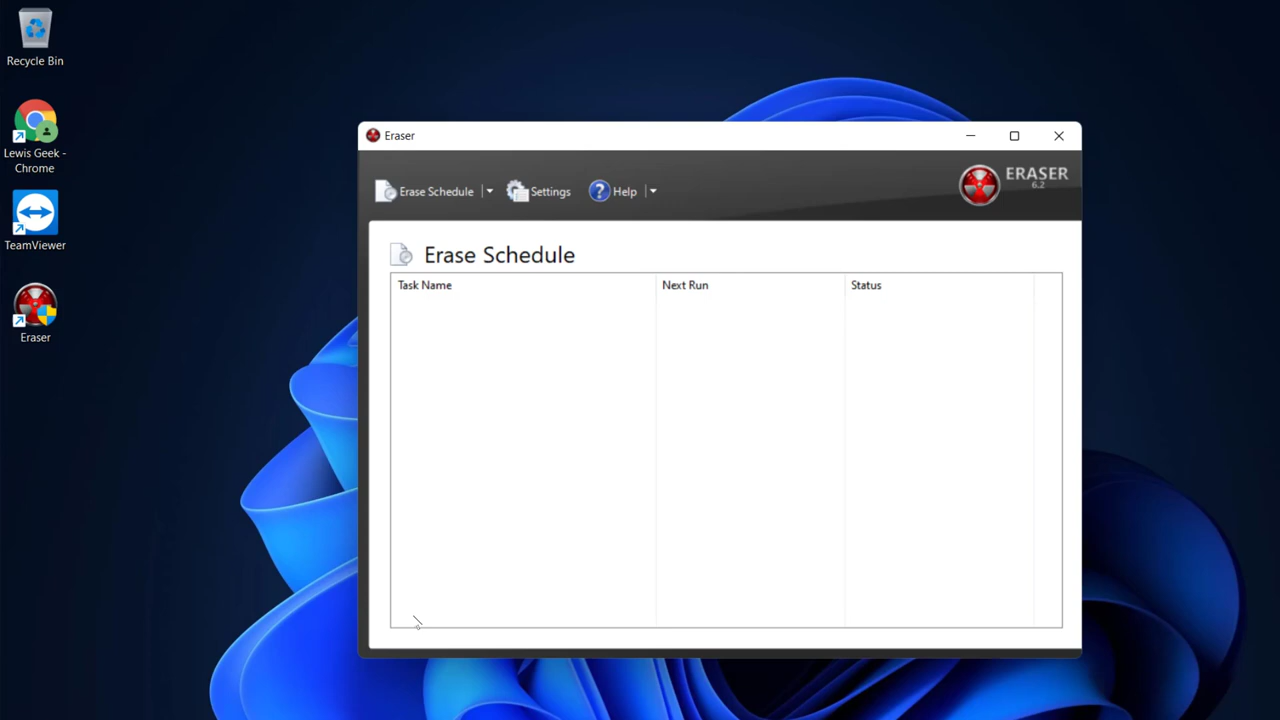 Recycle Bin
Lewis Geek -
Chrome
TeamViewer
Eraser
Eraser
Erase Schedule
Settings
? Help
ERASER
6.2
Erase Schedule
Task Name Next Run Status